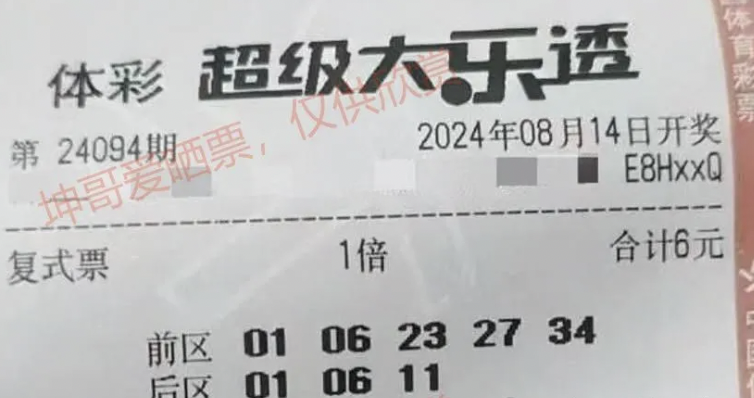 体彩 超级大乐透
第 24094期 2024年08月14日开奖
E8HxxQ
坤哥爱晒票，仅供欣赏
复式票 1倍 合计6元
前区 01 06 23 27 34
后区 01 06 11
体育彩票
中国体